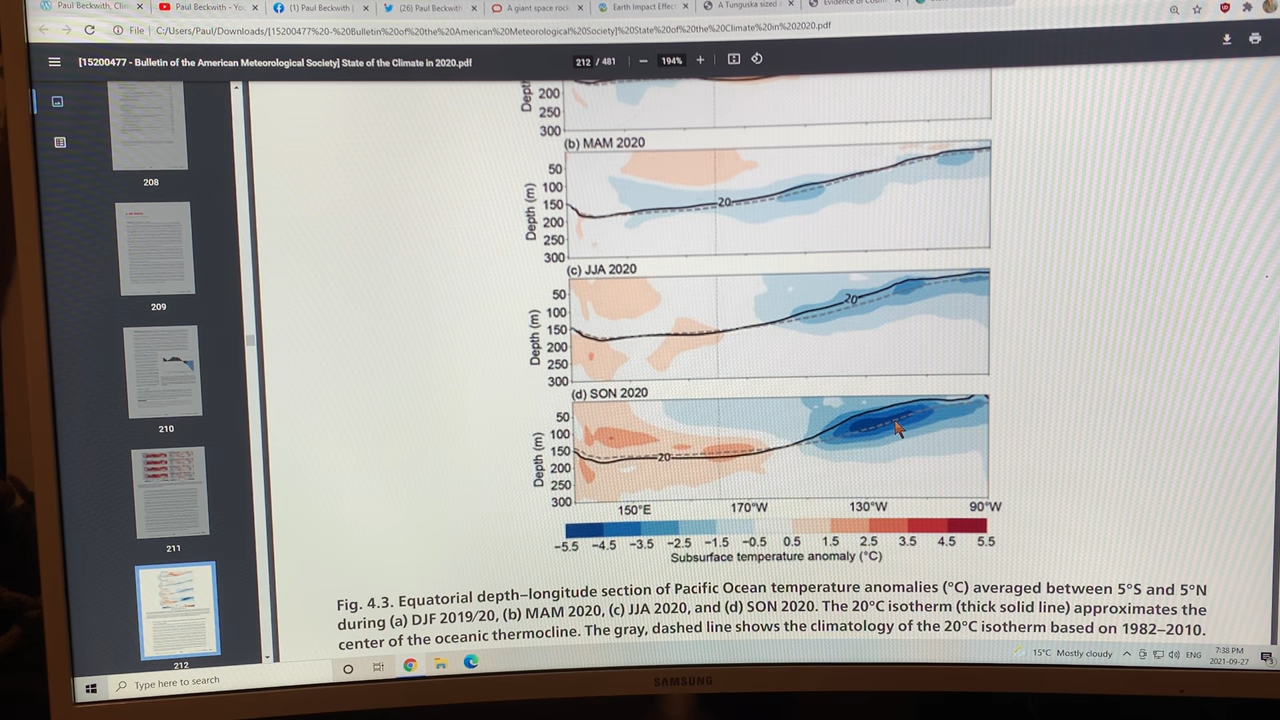 Paul Beckwith, Clim
Paul Beckwith - You
(1) Paul Beckwith |
(26) Paul Beckwith
A giant space rock
Earth Impact Effect
A Tunguska sized
File | C:/Users/Paul/Downloads/[15200477%20-%20Bulletin%20of%20the%20American%20Meteorological%20Society]%20State%20of%20the%20Climate%20in%202020.pdf
[15200477 - Bulletin of the American Meteorological Society] State of the Climate in 2020.pdf
212 / 481
194%
208
209
210
211
212
Depth
200
250
300
(b) MAM 2020
Depth (m)
50
100
150
200
250
300
20
(c) JJA 2020
Depth (m)
50
100
150
200
250
300
20
(d) SON 2020
Depth (m)
50
100
150
200
250
300
20
150°E 170°W 130°W 90°W
-5.5 -4.5 -3.5 -2.5 -1.5 -0.5 0.5 1.5 2.5 3.5 4.5 5.5
Subsurface temperature anomaly (°C)
Fig. 4.3. Equatorial depth–longitude section of Pacific Ocean temperature anomalies (°C) averaged between 5°S and 5°N
during (a) DJF 2019/20, (b) MAM 2020, (c) JJA 2020, and (d) SON 2020. The 20°C isotherm (thick solid line) approximates the
center of the oceanic thermocline. The gray, dashed line shows the climatology of the 20°C isotherm based on 1982–2010.
Type here to search
15°C Mostly cloudy
ENG
7:38 PM
2021-09-27
SAMSUNG